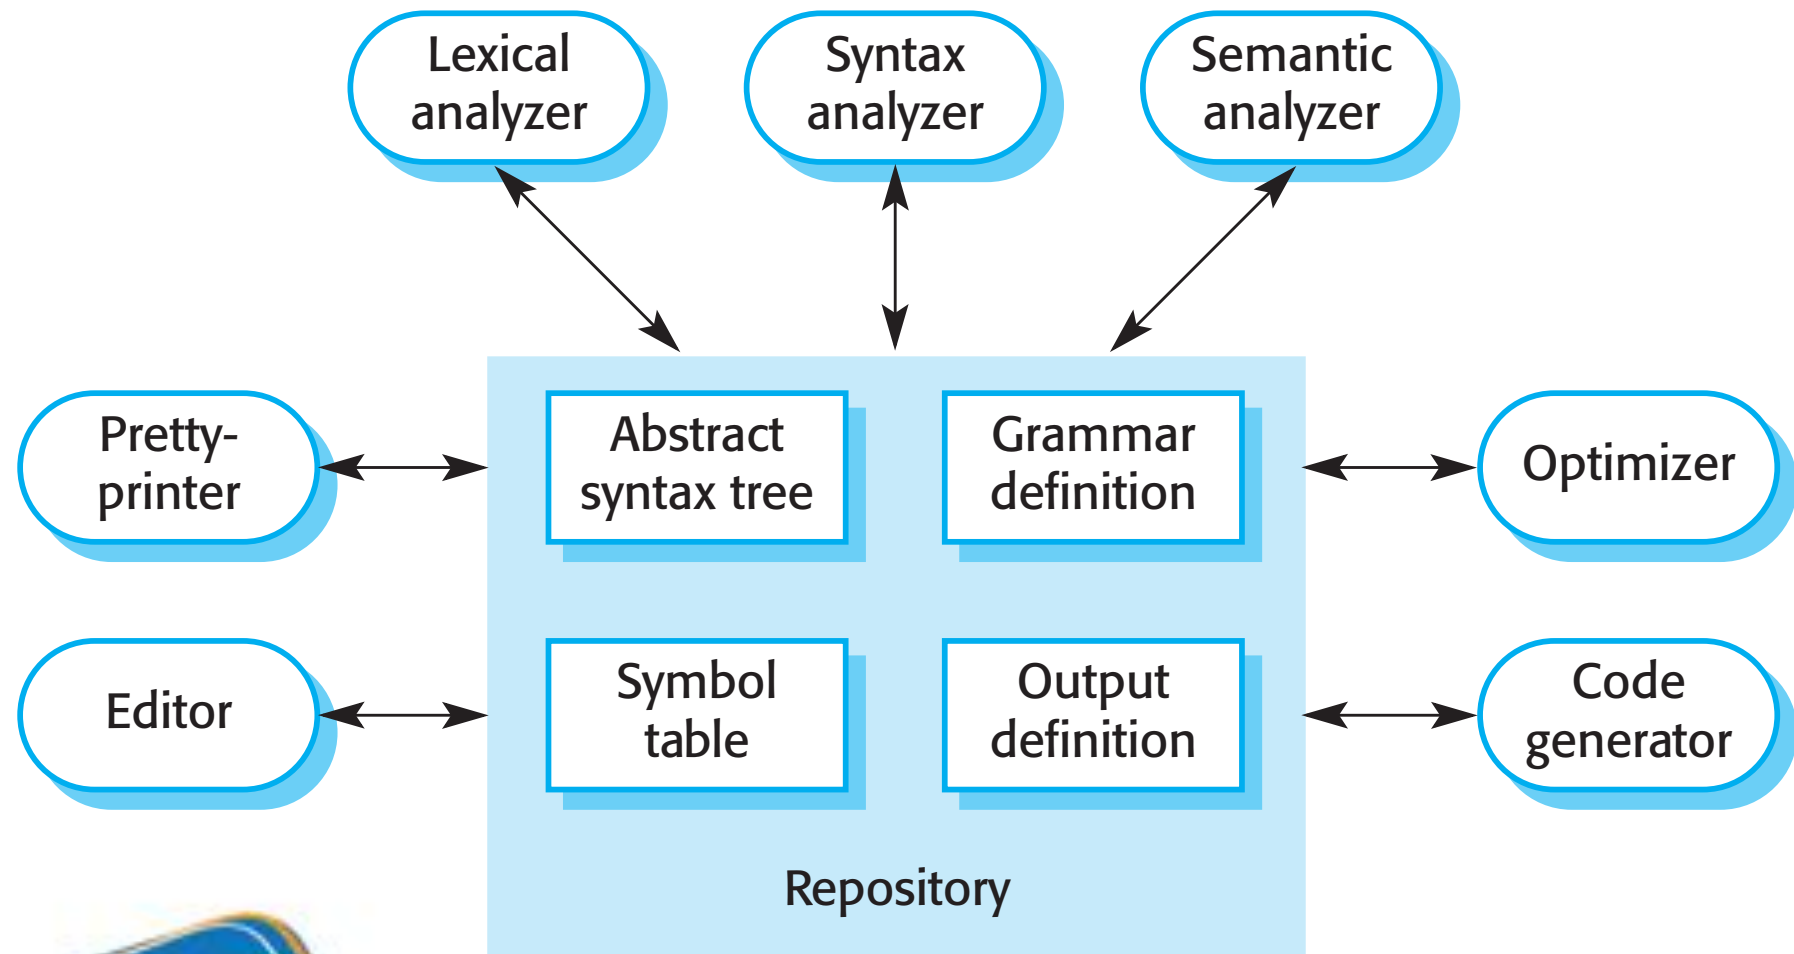 Lexical
analyzer
Syntax
analyzer
Semantic
analyzer
Pretty-
printer
Abstract
syntax tree
Grammar
definition
Optimizer
Editor
Symbol
table
Output
definition
Code
generator
Repository